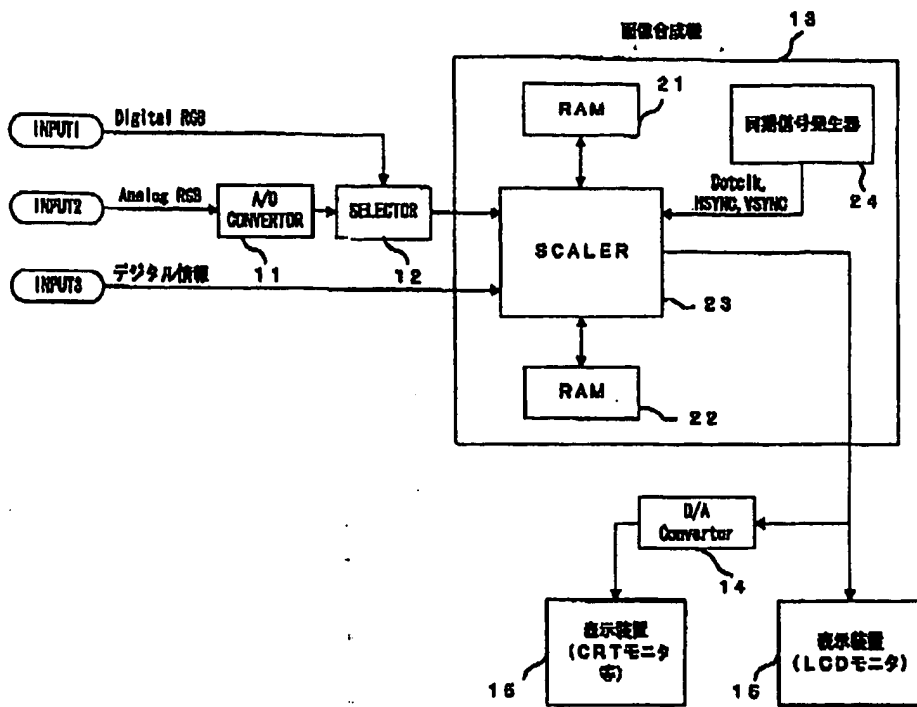 画像合成機
13
21
RAM
同期信号発生器
24
INPUT1
Digital RGB
INPUT2
Analog RGB
A/D
CONVERTOR
11
SELECTOR
12
Dotclk,
HSYNC, VSYNC
SCALER
23
INPUT3
デジタル情報
RAM
22
D/A
Convertor
14
表示装置
(CRTモニタ
等)
15
表示装置
(LCDモニタ)
15